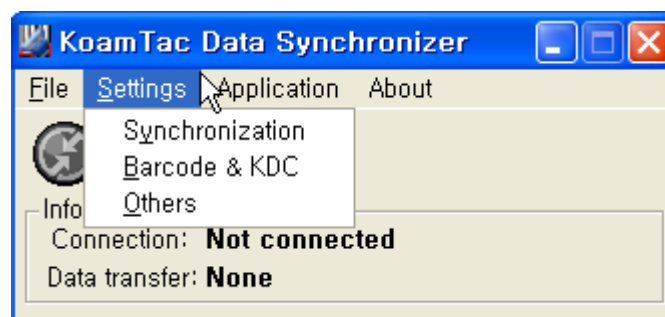 KoamTac Data Synchronizer
File Settings Application About
Synchronization
Barcode & KDC
Others
Info
Connection: Not connected
Data transfer: None